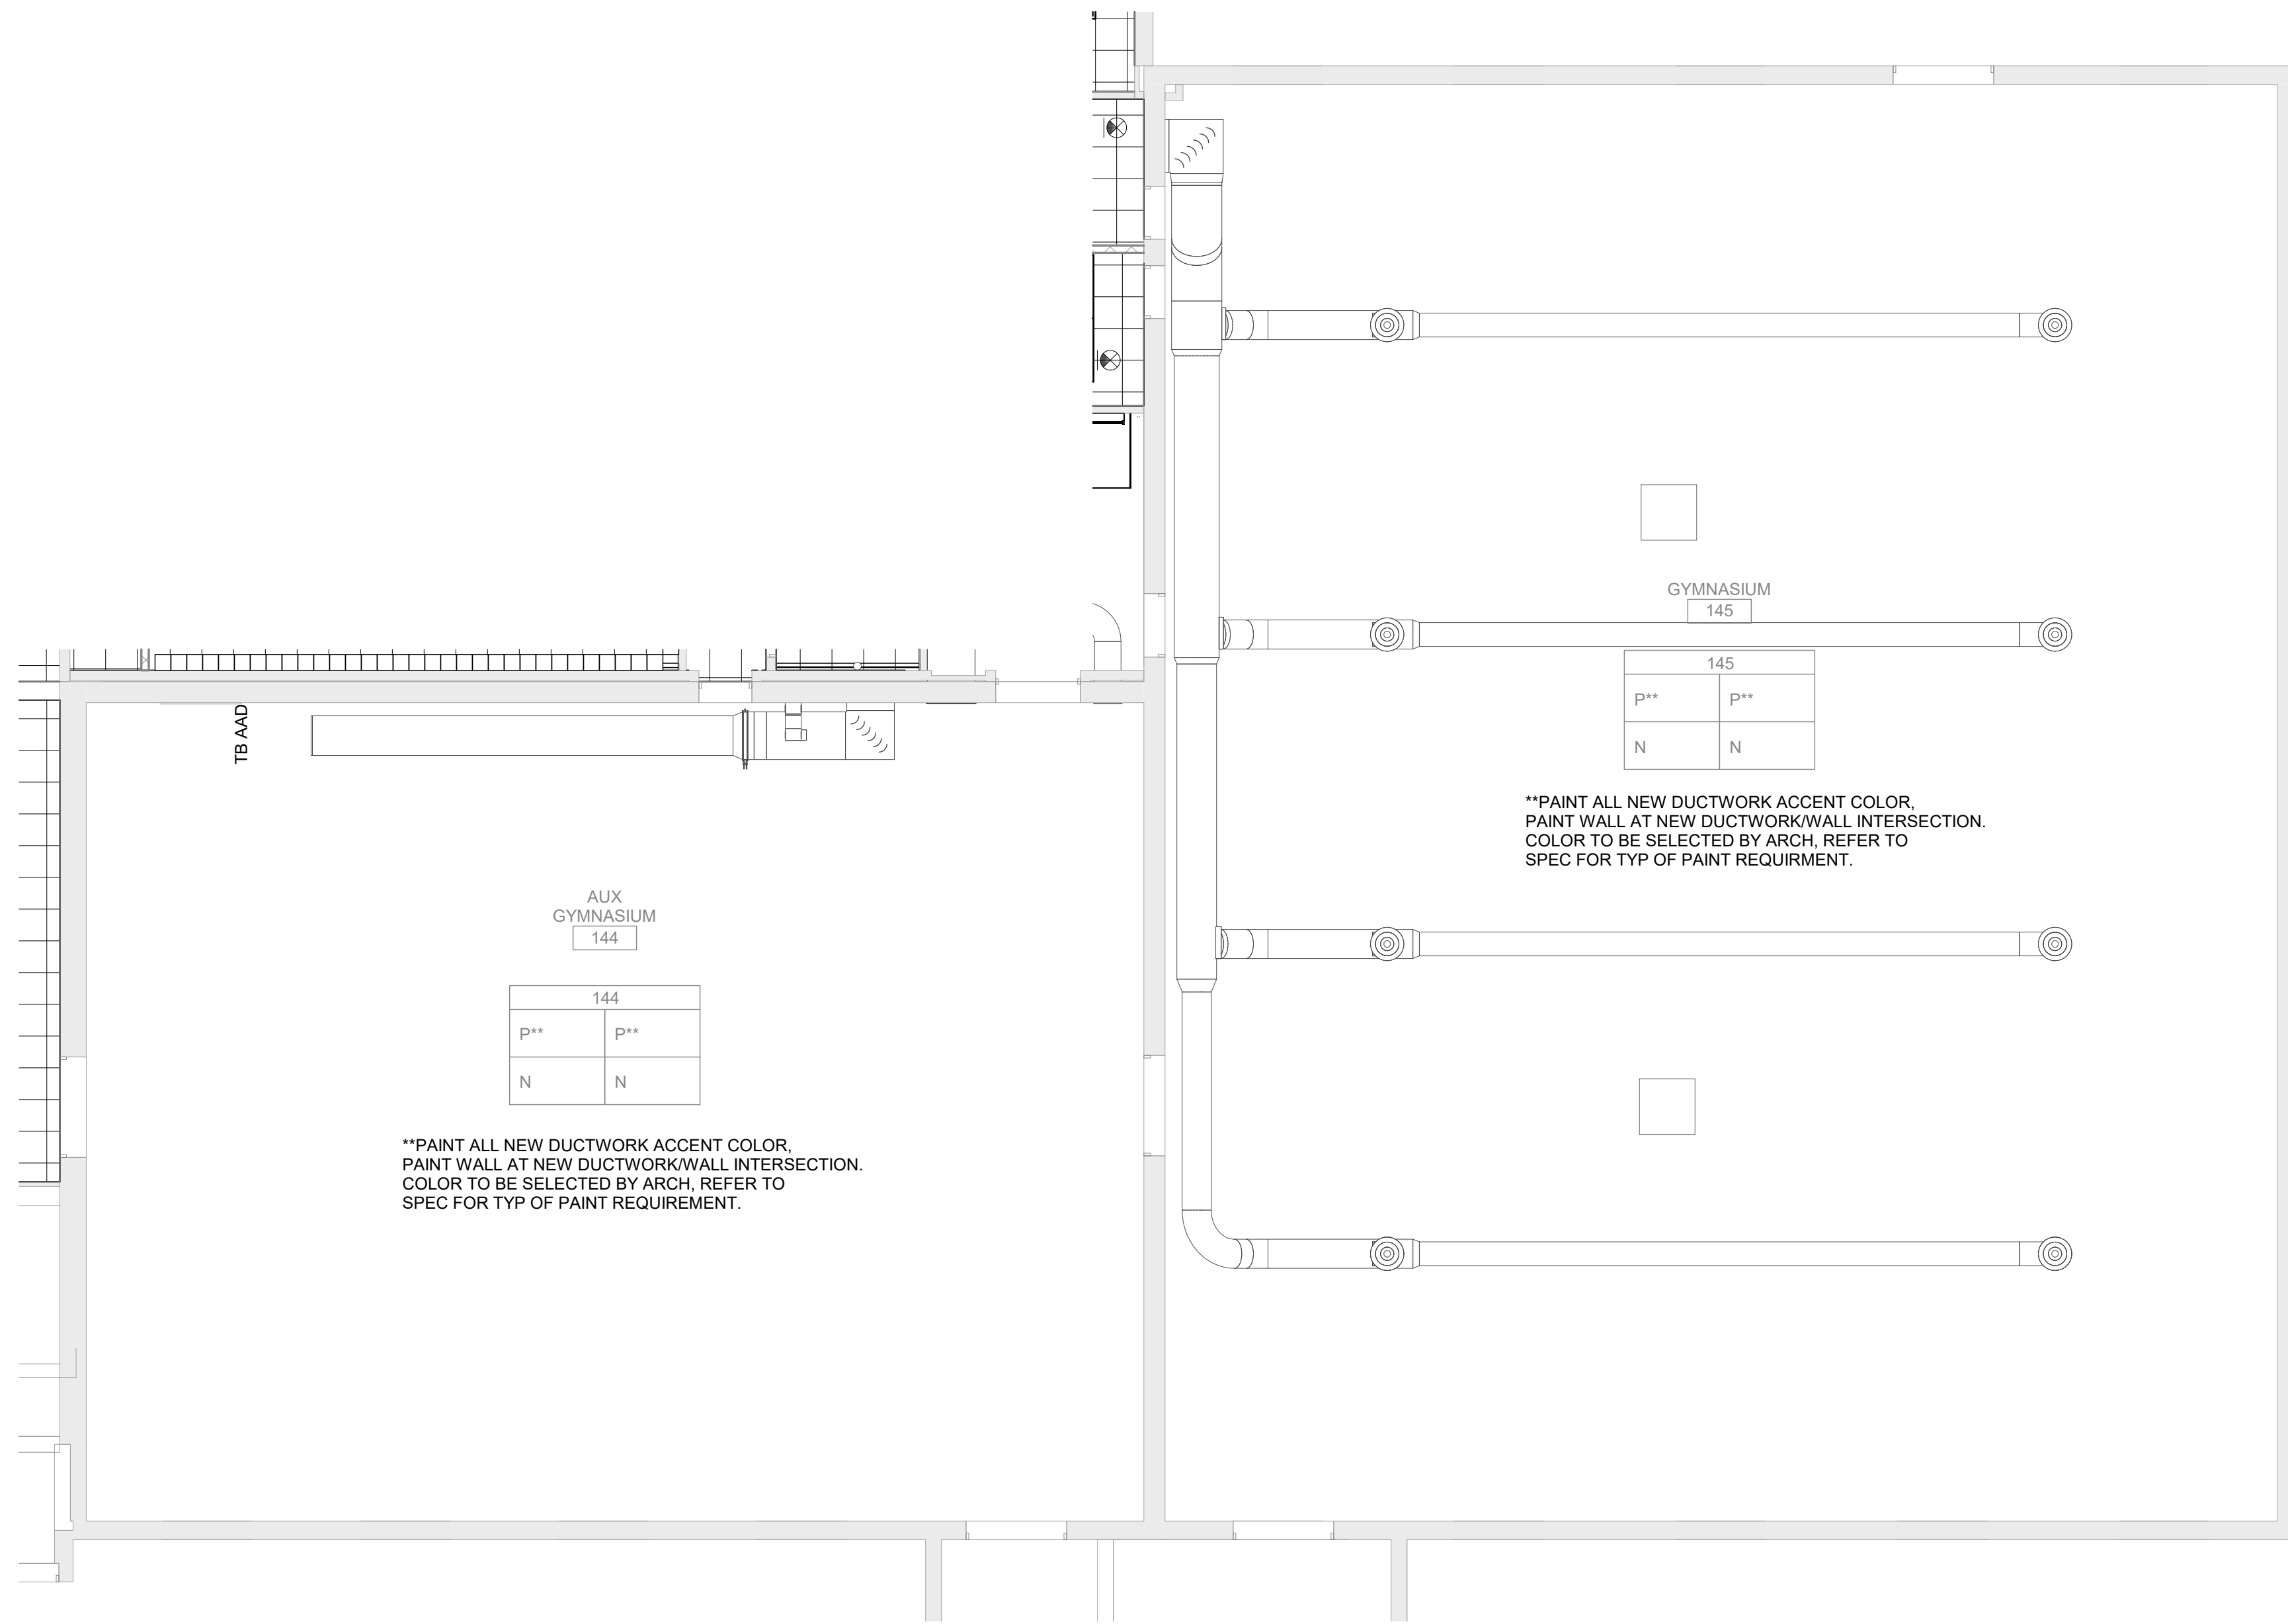 GYMNASIUM
145
145
P** P**
N N
**PAINT ALL NEW DUCTWORK ACCENT COLOR,
PAINT WALL AT NEW DUCTWORK/WALL INTERSECTION.
COLOR TO BE SELECTED BY ARCH, REFER TO
SPEC FOR TYP OF PAINT REQUIRMENT.
TB AAD
AUX
GYMNASIUM
144
144
P** P**
N N
**PAINT ALL NEW DUCTWORK ACCENT COLOR,
PAINT WALL AT NEW DUCTWORK/WALL INTERSECTION.
COLOR TO BE SELECTED BY ARCH, REFER TO
SPEC FOR TYP OF PAINT REQUIREMENT.